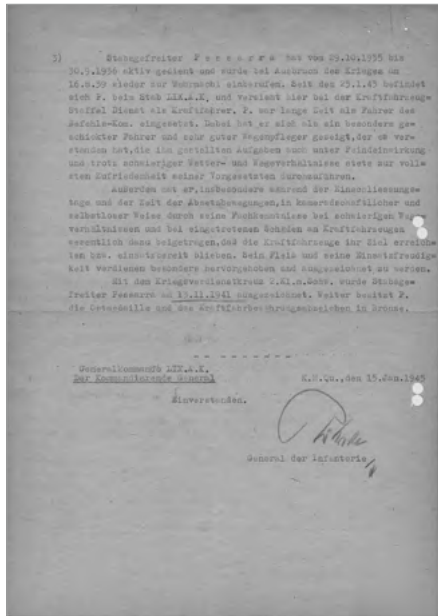 3) Stabsgefreiter P e s c a r r a hat vom 29.10.1935 bis
30.9.1936 aktiv gedient und wurde bei Ausbruch des Krieges am
16.8.39 wieder zur Wehrmacht einberufen. Seit dem 25.1.43 befindet
sich P. beim Stab LIX.A.K. und versieht hier bei der Kraftfahrzeug-
Staffel Dienst als Kraftfahrer. P. war lange Zeit als Fahrer des
Befehls-Kom. eingesetzt. Dabei hat er sich als ein besonders ge-
schickter Fahrer und sehr guter Wagenpfleger gezeigt, der es ver-
standen hat, die ihm gestellten Aufgaben auch unter Feindeinwirkung
und trotz schwieriger Wetter- und Wegeverhältnisse stets zur voll-
sten Zufriedenheit seiner Vorgesetzten durchzuführen.
Ausserdem hat er, insbesondere während der Einschliessungs-
tage und der Zeit der Absetzbewegungen, in kameradschaftlicher und
selbstloser Weise durch seine Fachkenntnisse bei schwierigen
verhältnissen und bei eingetretenen Schäden an Kraftfahrzeugen
wesentlich dazu beigetragen, daß die Kraftfahrzeuge ihr Ziel erreich-
ten bzw. einsatzbereit blieben. Sein Fleiß und seine Einsatzfreudig-
keit verdienen besonders hervorgehoben und ausgezeichnet zu werden.
Mit dem Kriegsverdienstkreuz 2.Kl.m.Schw. wurde Stabsge-
freiter Pescarra am 13.11.1941 ausgezeichnet. Weiter besitzt P.
die Ostmedaille und das Kraftfahrbewährungsabzeichen in Bronze.
Generalkommando LIX.A.K.
Der Kommandierende General
K.H.Qu., den 15.Jan.1945
Einverstanden.
General der Infanterie